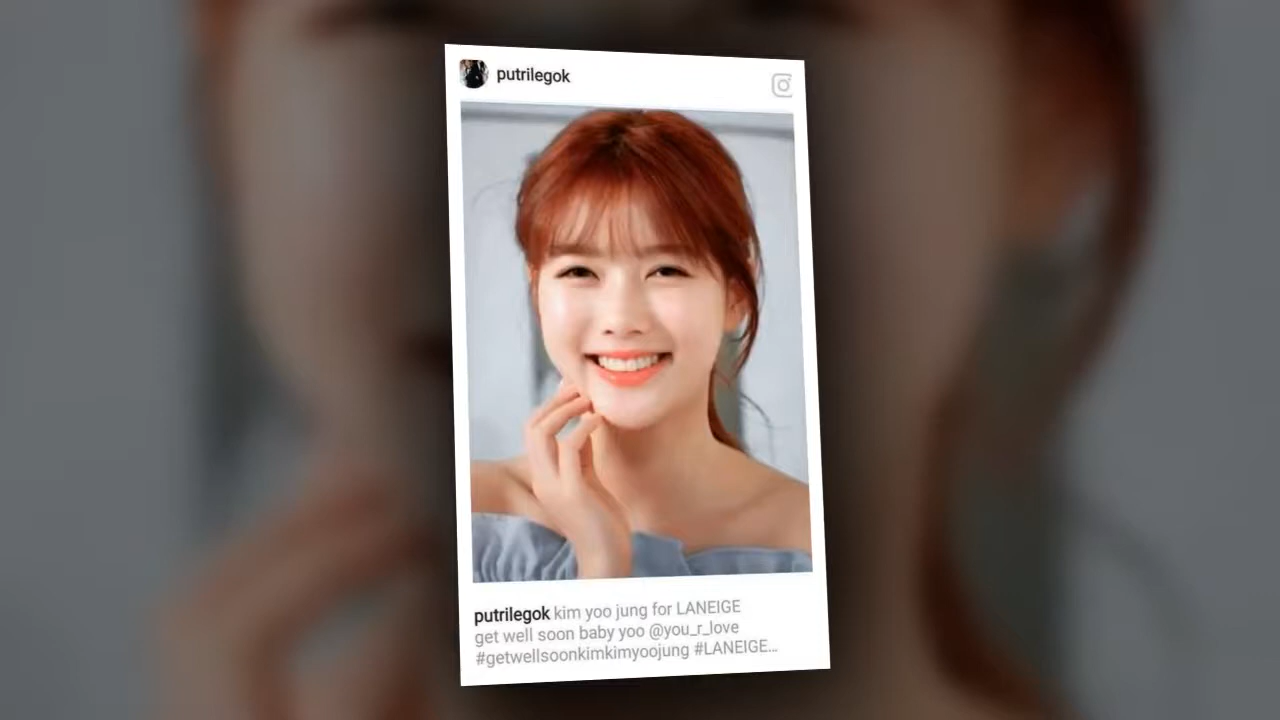 putrilegok
putrilegok kim yoo jung for LANEIGE
get well soon baby yoo @you_r_love
#getwellsoonkimkimyoojung #LANEIGE...